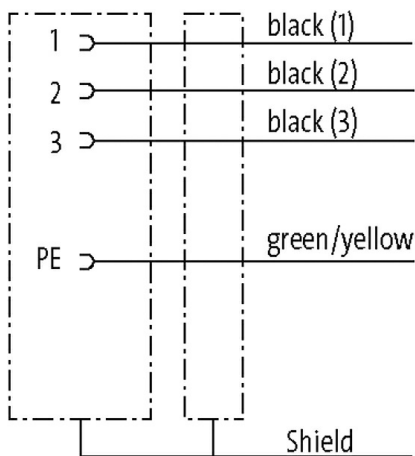 1 black (1)
2 black (2)
3 black (3)
PE green/yellow
Shield